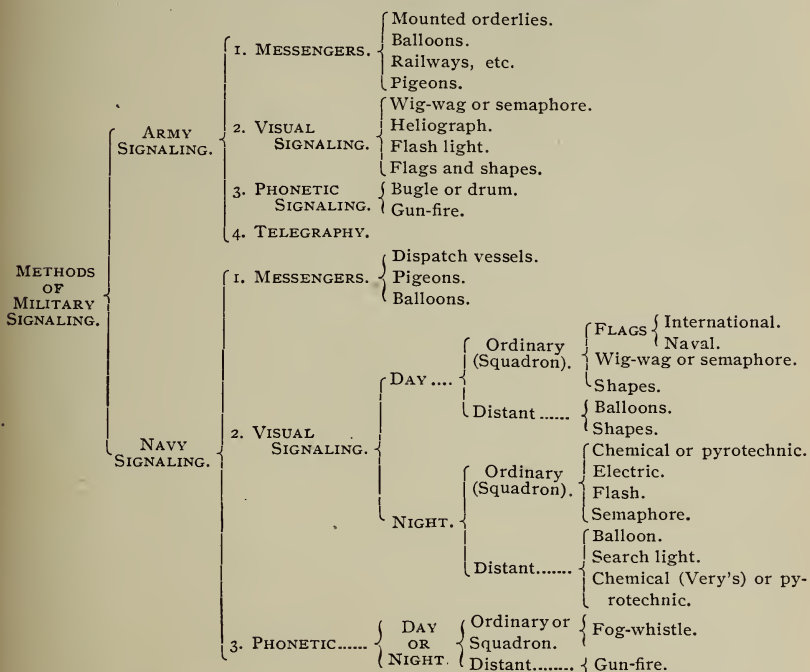 METHODS
OF
MILITARY
SIGNALING.
ARMY
SIGNALING.
1. MESSENGERS.
Mounted orderlies.
Balloons.
Railways, etc.
Pigeons.
2. VISUAL
SIGNALING.
Wig-wag or semaphore.
Heliograph.
Flash light.
Flags and shapes.
3. PHONETIC
SIGNALING.
Bugle or drum.
Gun-fire.
4. TELEGRAPHY.
NAVY
SIGNALING.
1. MESSENGERS.
Dispatch vessels.
Pigeons.
Balloons.
2. VISUAL
SIGNALING.
DAY ....
Ordinary
(Squadron).
FLAGS
International.
Naval.
Wig-wag or semaphore.
Shapes.
Distant ......
Balloons.
Shapes.
NIGHT.
Ordinary
(Squadron).
Chemical or pyrotechnic.
Electric.
Flash.
Semaphore.
Distant.......
Balloon.
Search light.
Chemical (Very's) or py-
rotechnic.
3. PHONETIC......
DAY
OR
NIGHT.
Ordinary or
Squadron.
Fog-whistle.
Distant........
Gun-fire.